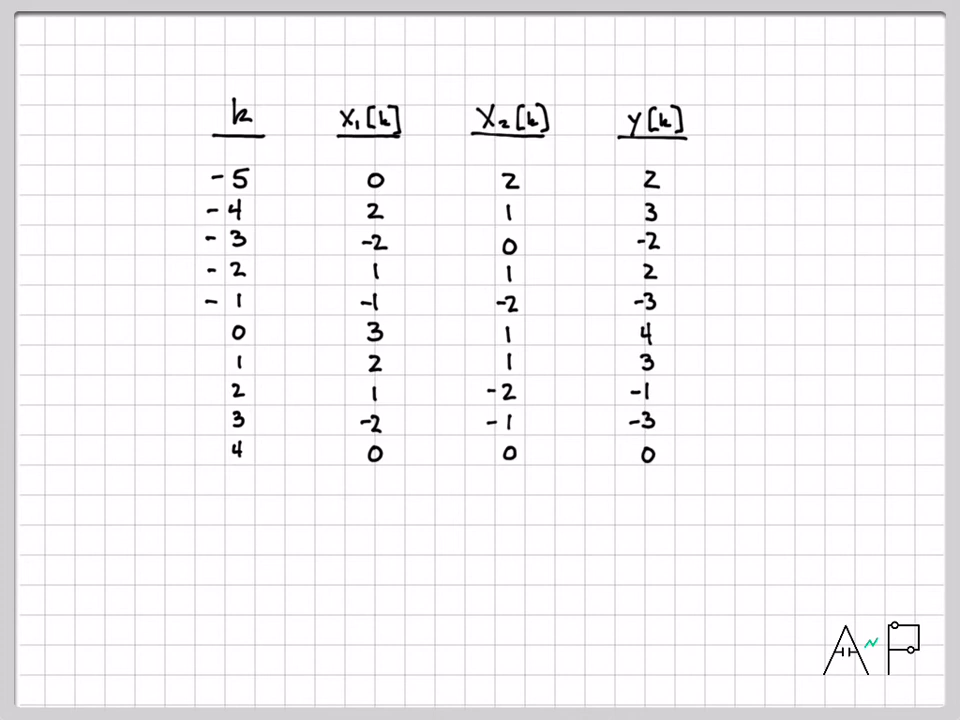 k x₁[k] x₂[k] y[k]
-5 0 2 2
-4 2 1 3
-3 -2 0 -2
-2 1 1 2
-1 -1 -2 -3
0 3 1 4
1 2 1 3
2 1 -2 -1
3 -2 -1 -3
4 0 0 0